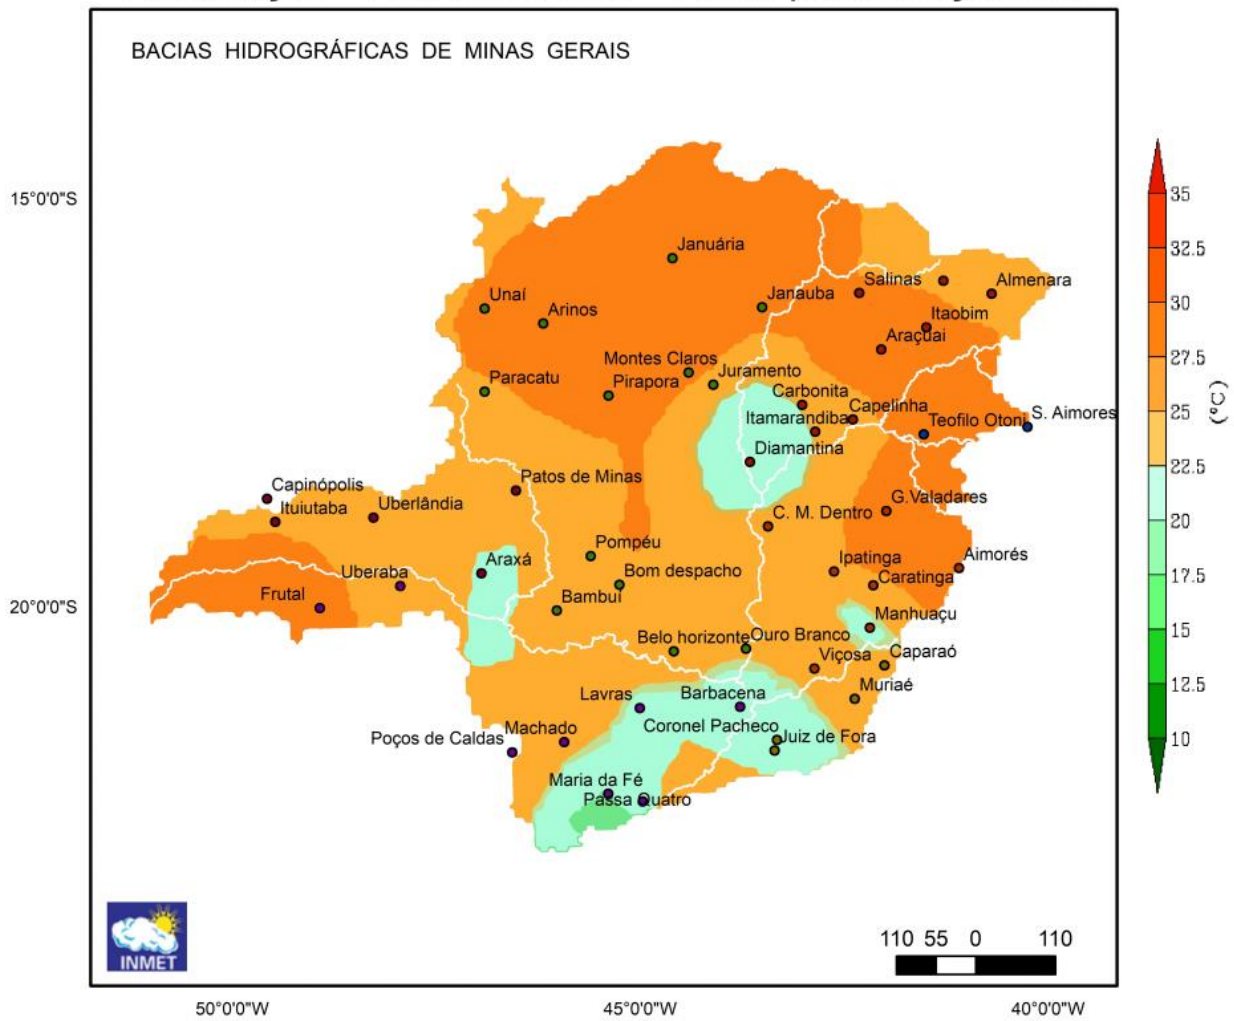 BACIAS HIDROGRÁFICAS DE MINAS GERAIS
15°0'0"S
20°0'0"S
Januária
Unaí
Arinos
Janauba
Salinas
Almenara
Itaobim
Araçuai
Montes Claros
Juramento
Paracatu
Pirapora
Carbonita
Itamarandiba
Capelinha
Teofilo Otoni
S. Aimores
Diamantina
Capinópolis
Patos de Minas
Ituiutaba
Uberlândia
G.Valadares
C. M. Dentro
Pompéu
Ipatinga
Aimorés
Araxá
Bom despacho
Uberaba
Caratinga
Frutal
Bambuí
Manhuaçu
Belo horizonte
Ouro Branco
Viçosa
Caparaó
Muriaé
Lavras
Barbacena
Machado
Coronel Pacheco
Poços de Caldas
Juiz de Fora
Maria da Fé
Passa Quatro
35
32.5
30
27.5
25
22.5
20
17.5
15
12.5
10
(°C)
INMET
110 55 0 110
50°0'0"W
45°0'0"W
40°0'0"W